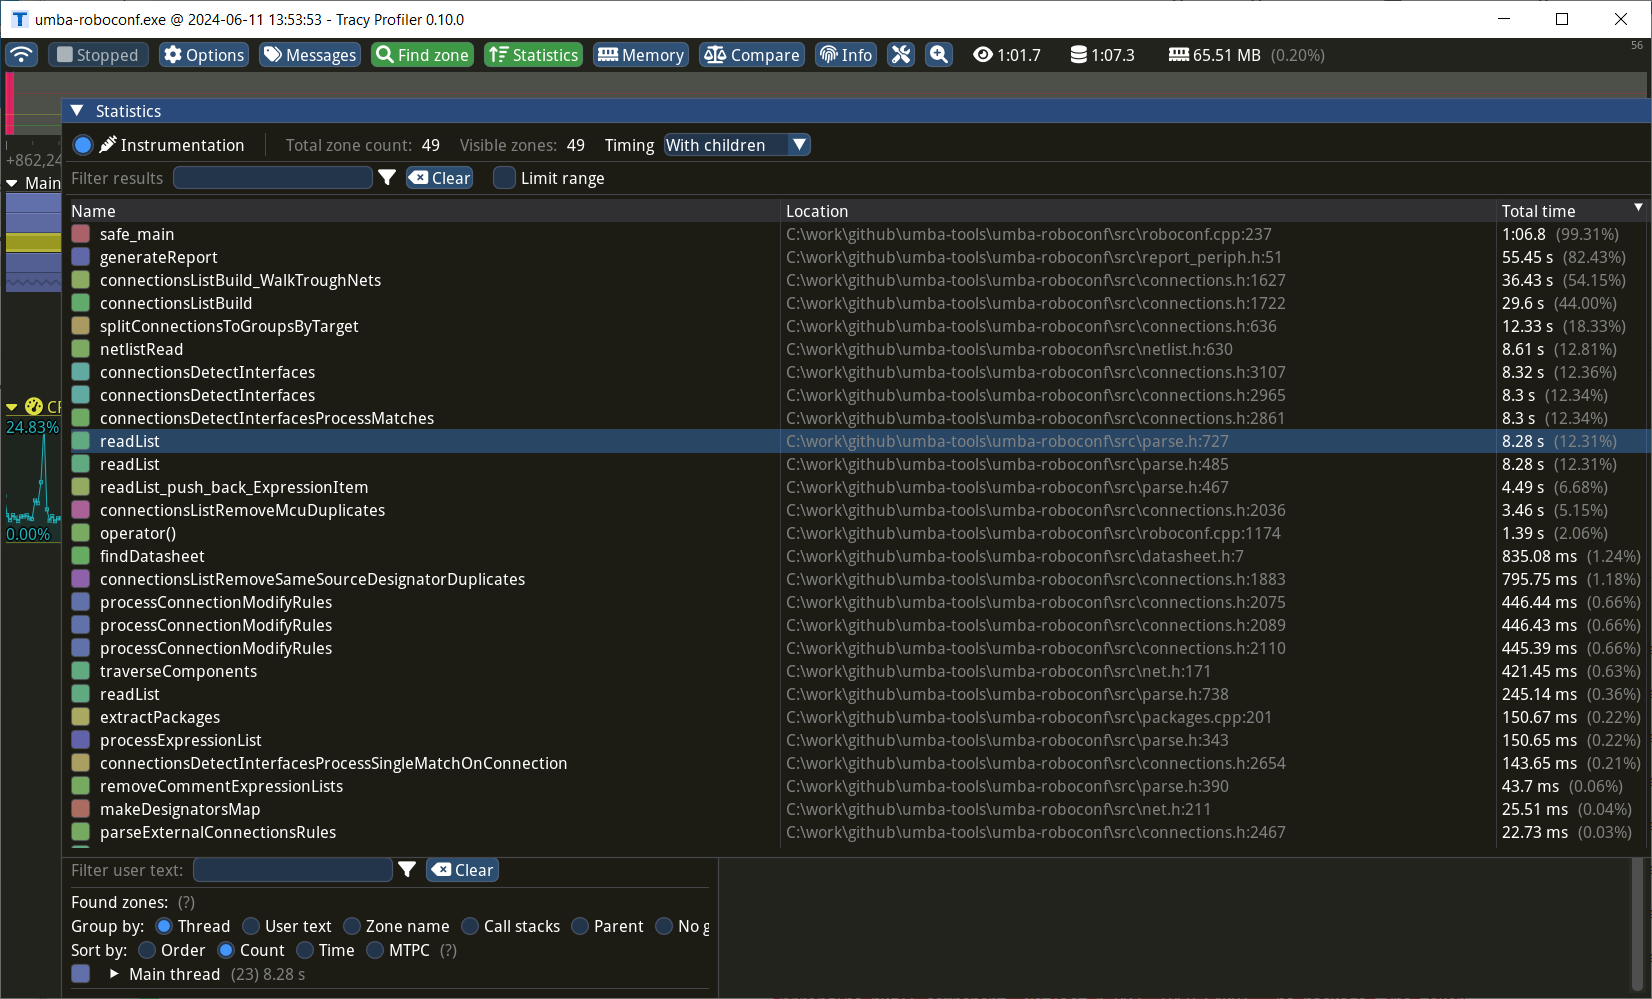 umba-roboconf.exe @ 2024-06-11 13:53:53 - Tracy Profiler 0.10.0
Stopped Options Messages Find zone Statistics Memory Compare Info 1:01.7 1:07.3 65.51 MB (0.20%) 56
Statistics
Instrumentation Total zone count: 49 Visible zones: 49 Timing With children
+862,24
Filter results Clear Limit range
Main
Name Location Total time
safe_main C:\work\github\umba-tools\umba-roboconf\src\roboconf.cpp:237 1:06.8 (99.31%)
generateReport C:\work\github\umba-tools\umba-roboconf\src\report_periph.h:51 55.45 s (82.43%)
connectionsListBuild_WalkTroughNets C:\work\github\umba-tools\umba-roboconf\src\connections.h:1627 36.43 s (54.15%)
connectionsListBuild C:\work\github\umba-tools\umba-roboconf\src\connections.h:1722 29.6 s (44.00%)
splitConnectionsToGroupsByTarget C:\work\github\umba-tools\umba-roboconf\src\connections.h:636 12.33 s (18.33%)
netlistRead C:\work\github\umba-tools\umba-roboconf\src\netlist.h:630 8.61 s (12.81%)
connectionsDetectInterfaces C:\work\github\umba-tools\umba-roboconf\src\connections.h:3107 8.32 s (12.36%)
connectionsDetectInterfaces C:\work\github\umba-tools\umba-roboconf\src\connections.h:2965 8.3 s (12.34%)
connectionsDetectInterfacesProcessMatches C:\work\github\umba-tools\umba-roboconf\src\connections.h:2861 8.3 s (12.34%)
readList C:\work\github\umba-tools\umba-roboconf\src\parse.h:727 8.28 s (12.31%)
readList C:\work\github\umba-tools\umba-roboconf\src\parse.h:485 8.28 s (12.31%)
readList_push_back_ExpressionItem C:\work\github\umba-tools\umba-roboconf\src\parse.h:467 4.49 s (6.68%)
connectionsListRemoveMcuDuplicates C:\work\github\umba-tools\umba-roboconf\src\connections.h:2036 3.46 s (5.15%)
operator() C:\work\github\umba-tools\umba-roboconf\src\roboconf.cpp:1174 1.39 s (2.06%)
findDatasheet C:\work\github\umba-tools\umba-roboconf\src\datasheet.h:7 835.08 ms (1.24%)
connectionsListRemoveSameSourceDesignatorDuplicates C:\work\github\umba-tools\umba-roboconf\src\connections.h:1883 795.75 ms (1.18%)
processConnectionModifyRules C:\work\github\umba-tools\umba-roboconf\src\connections.h:2075 446.44 ms (0.66%)
processConnectionModifyRules C:\work\github\umba-tools\umba-roboconf\src\connections.h:2089 446.43 ms (0.66%)
processConnectionModifyRules C:\work\github\umba-tools\umba-roboconf\src\connections.h:2110 445.39 ms (0.66%)
traverseComponents C:\work\github\umba-tools\umba-roboconf\src\net.h:171 421.45 ms (0.63%)
readList C:\work\github\umba-tools\umba-roboconf\src\parse.h:738 245.14 ms (0.36%)
extractPackages C:\work\github\umba-tools\umba-roboconf\src\packages.cpp:201 150.67 ms (0.22%)
processExpressionList C:\work\github\umba-tools\umba-roboconf\src\parse.h:343 150.65 ms (0.22%)
connectionsDetectInterfacesProcessSingleMatchOnConnection C:\work\github\umba-tools\umba-roboconf\src\connections.h:2654 143.65 ms (0.21%)
removeCommentExpressionLists C:\work\github\umba-tools\umba-roboconf\src\parse.h:390 43.7 ms (0.06%)
makeDesignatorsMap C:\work\github\umba-tools\umba-roboconf\src\net.h:211 25.51 ms (0.04%)
parseExternalConnectionsRules C:\work\github\umba-tools\umba-roboconf\src\connections.h:2467 22.73 ms (0.03%)
CP
24.83%
0.00%
Filter user text: Clear
Found zones: (?)
Group by: Thread User text Zone name Call stacks Parent No g
Sort by: Order Count Time MTPC (?)
Main thread (23) 8.28 s